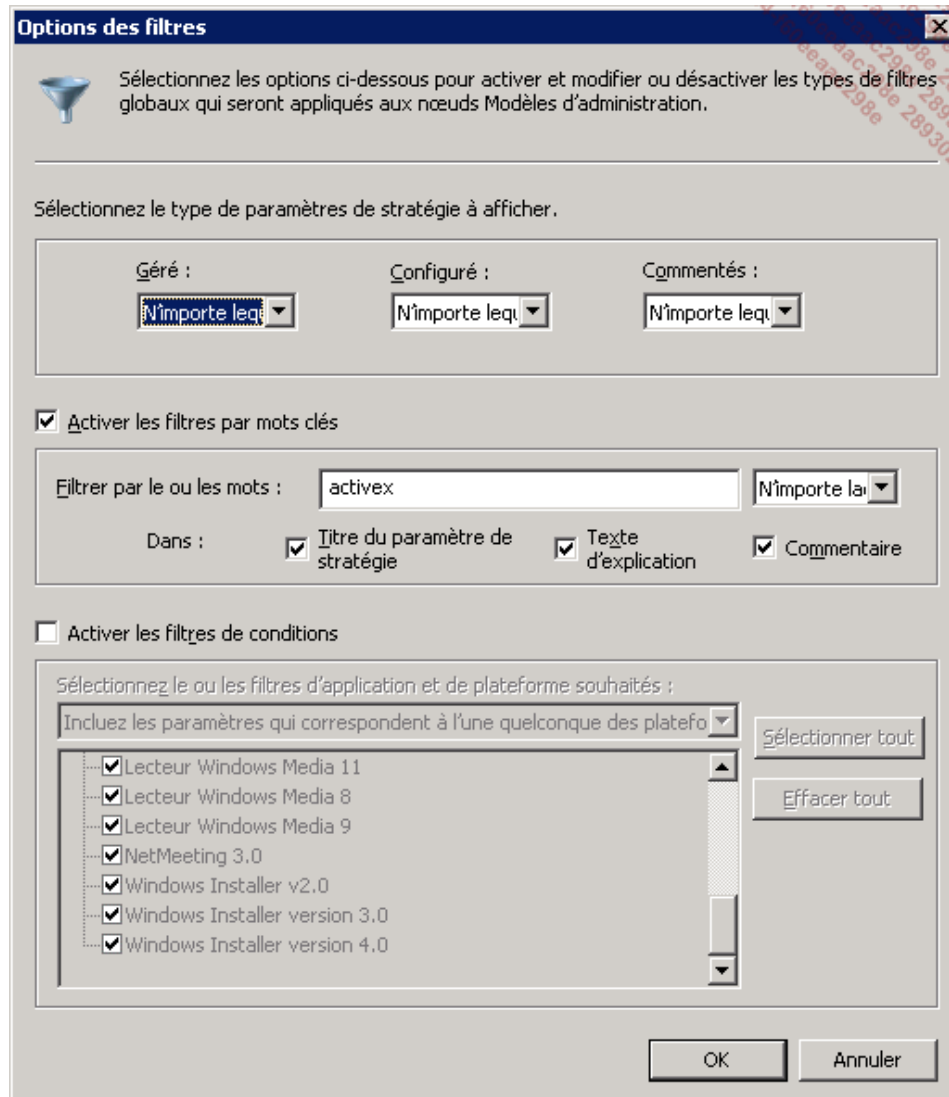 Options des filtres
Sélectionnez les options ci-dessous pour activer et modifier ou désactiver les types de filtres
globaux qui seront appliqués aux nœuds Modèles d'administration.
Sélectionnez le type de paramètres de stratégie à afficher.
Géré : Configuré : Commentés :
N'importe leq N'importe lequ N'importe lequ
Activer les filtres par mots clés
Filtrer par le ou les mots : activex N'importe la
Dans : Titre du paramètre de stratégie Texte d'explication Commentaire
Activer les filtres de conditions
Sélectionnez le ou les filtres d'application et de plateforme souhaités :
Incluez les paramètres qui correspondent à l'une quelconque des platefo
Sélectionner tout
Lecteur Windows Media 11
Effacer tout
Lecteur Windows Media 8
Lecteur Windows Media 9
NetMeeting 3.0
Windows Installer v2.0
Windows Installer version 3.0
Windows Installer version 4.0
OK Annuler